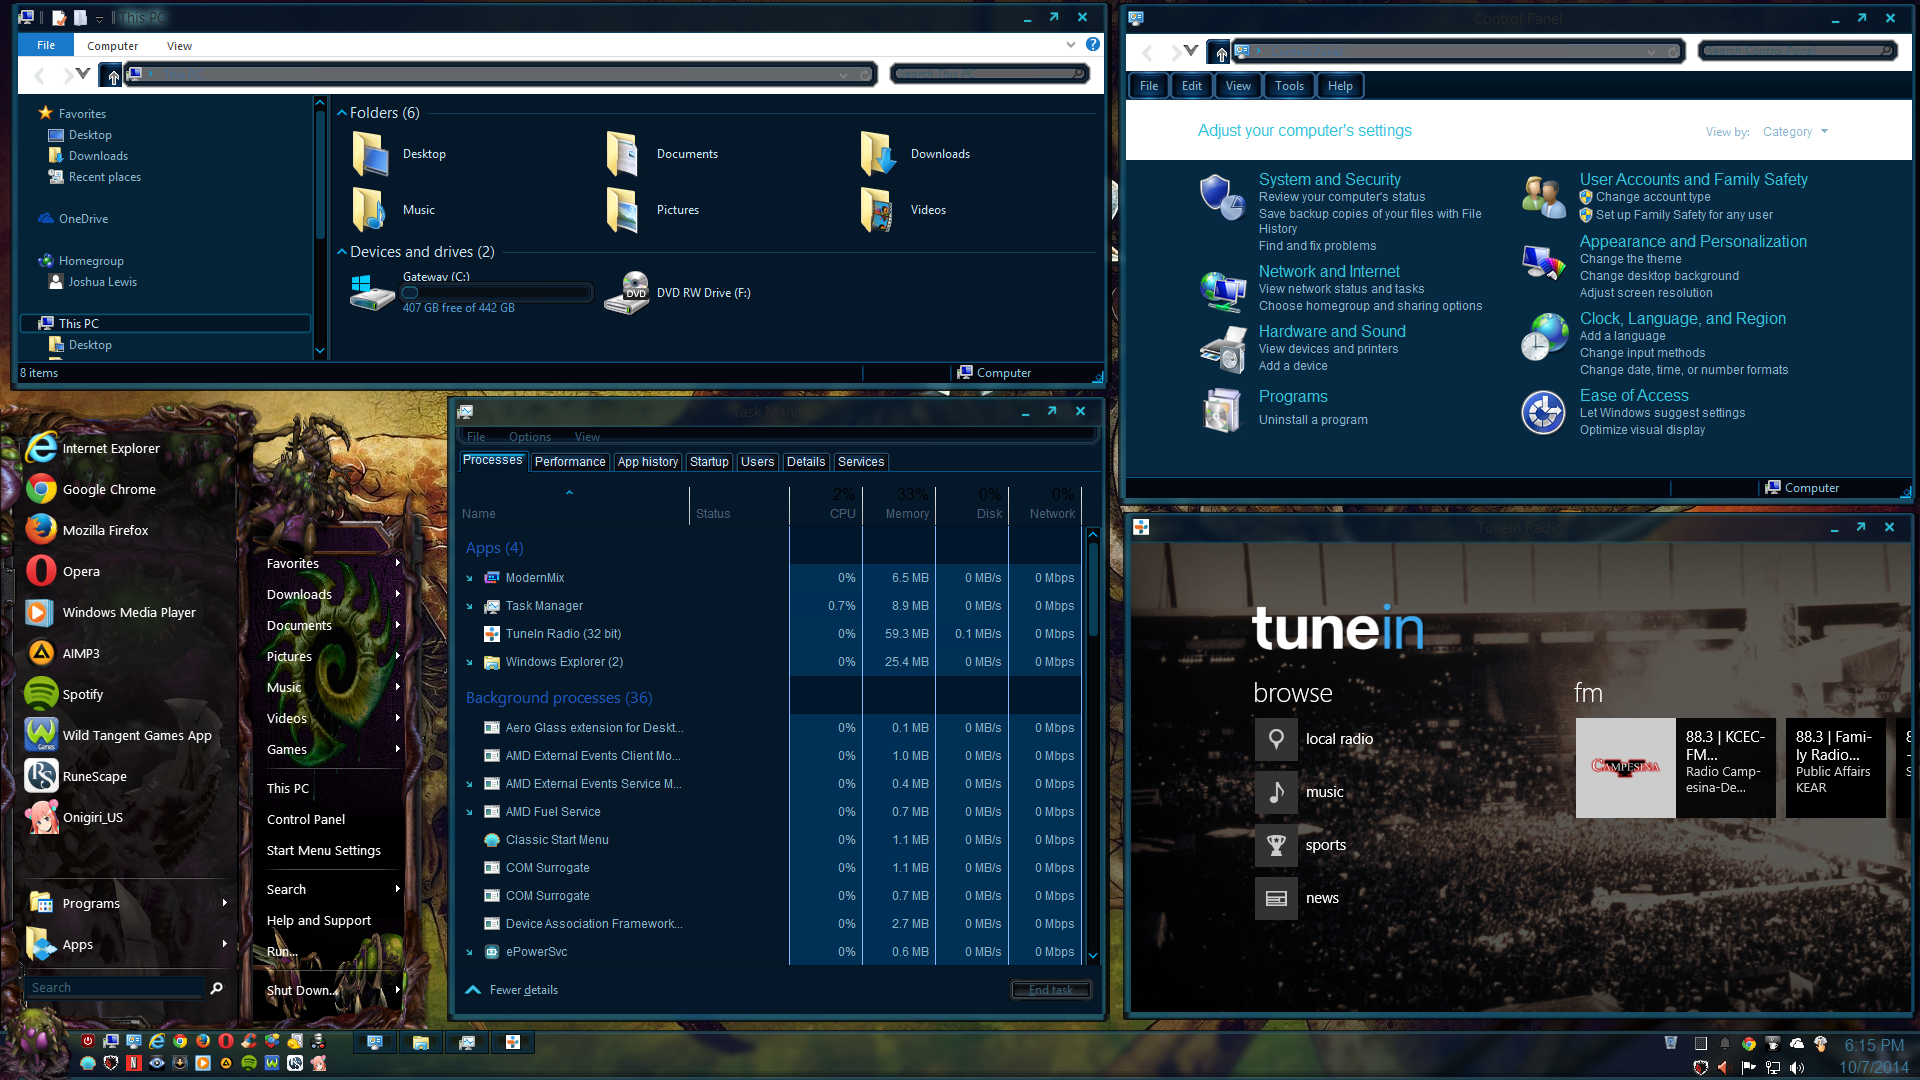 This PC
File
Computer
View
Search This PC
Favorites
Desktop
Downloads
Recent places
OneDrive
Homegroup
Joshua Lewis
This PC
Desktop
Folders (6)
Desktop
Documents
Downloads
Music
Pictures
Videos
Devices and drives (2)
Gateway (C:)
407 GB free of 442 GB
DVD
DVD RW Drive (F:)
8 items
Computer
Control Panel
Search Control Panel
File
Edit
View
Tools
Help
Adjust your computer's settings
View by: Category
System and Security
Review your computer's status
Save backup copies of your files with File
History
Find and fix problems
Network and Internet
View network status and tasks
Choose homegroup and sharing options
Hardware and Sound
View devices and printers
Add a device
Programs
Uninstall a program
User Accounts and Family Safety
Change account type
Set up Family Safety for any user
Appearance and Personalization
Change the theme
Change desktop background
Adjust screen resolution
Clock, Language, and Region
Add a language
Change input methods
Change date, time, or number formats
Ease of Access
Let Windows suggest settings
Optimize visual display
Computer
Internet Explorer
Google Chrome
Mozilla Firefox
Opera
Windows Media Player
AIMP3
Spotify
Wild Tangent Games App
RuneScape
Onigiri_US
Programs
Apps
Search
Favorites
Downloads
Documents
Pictures
Music
Videos
Games
This PC
Control Panel
Start Menu Settings
Search
Help and Support
Run...
Shut Down...
Task Manager
File Options View
Processes Performance App history Startup Users Details Services
2% 33% 0% 0%
Name Status CPU Memory Disk Network
Apps (4)
ModernMix 0% 6.5 MB 0 MB/s 0 Mbps
Task Manager 0.7% 8.9 MB 0 MB/s 0 Mbps
TuneIn Radio (32 bit) 0% 59.3 MB 0.1 MB/s 0 Mbps
Windows Explorer (2) 0% 25.4 MB 0 MB/s 0 Mbps
Background processes (36)
Aero Glass extension for Deskt... 0% 0.1 MB 0 MB/s 0 Mbps
AMD External Events Client Mo... 0% 1.0 MB 0 MB/s 0 Mbps
AMD External Events Service M... 0% 0.4 MB 0 MB/s 0 Mbps
AMD Fuel Service 0% 0.7 MB 0 MB/s 0 Mbps
Classic Start Menu 0% 1.1 MB 0 MB/s 0 Mbps
COM Surrogate 0% 1.1 MB 0 MB/s 0 Mbps
COM Surrogate 0% 0.7 MB 0 MB/s 0 Mbps
Device Association Framework... 0% 2.7 MB 0 MB/s 0 Mbps
ePowerSvc 0% 0.6 MB 0 MB/s 0 Mbps
Fewer details
End task
TuneIn Radio
tunein
browse
local radio
music
sports
news
fm
CAMPESINA
88.3 | KCEC-
FM...
Radio Camp-
esina-De...
88.3 | Fami-
ly Radio...
Public Affairs
KEAR
6:15 PM
10/7/2014